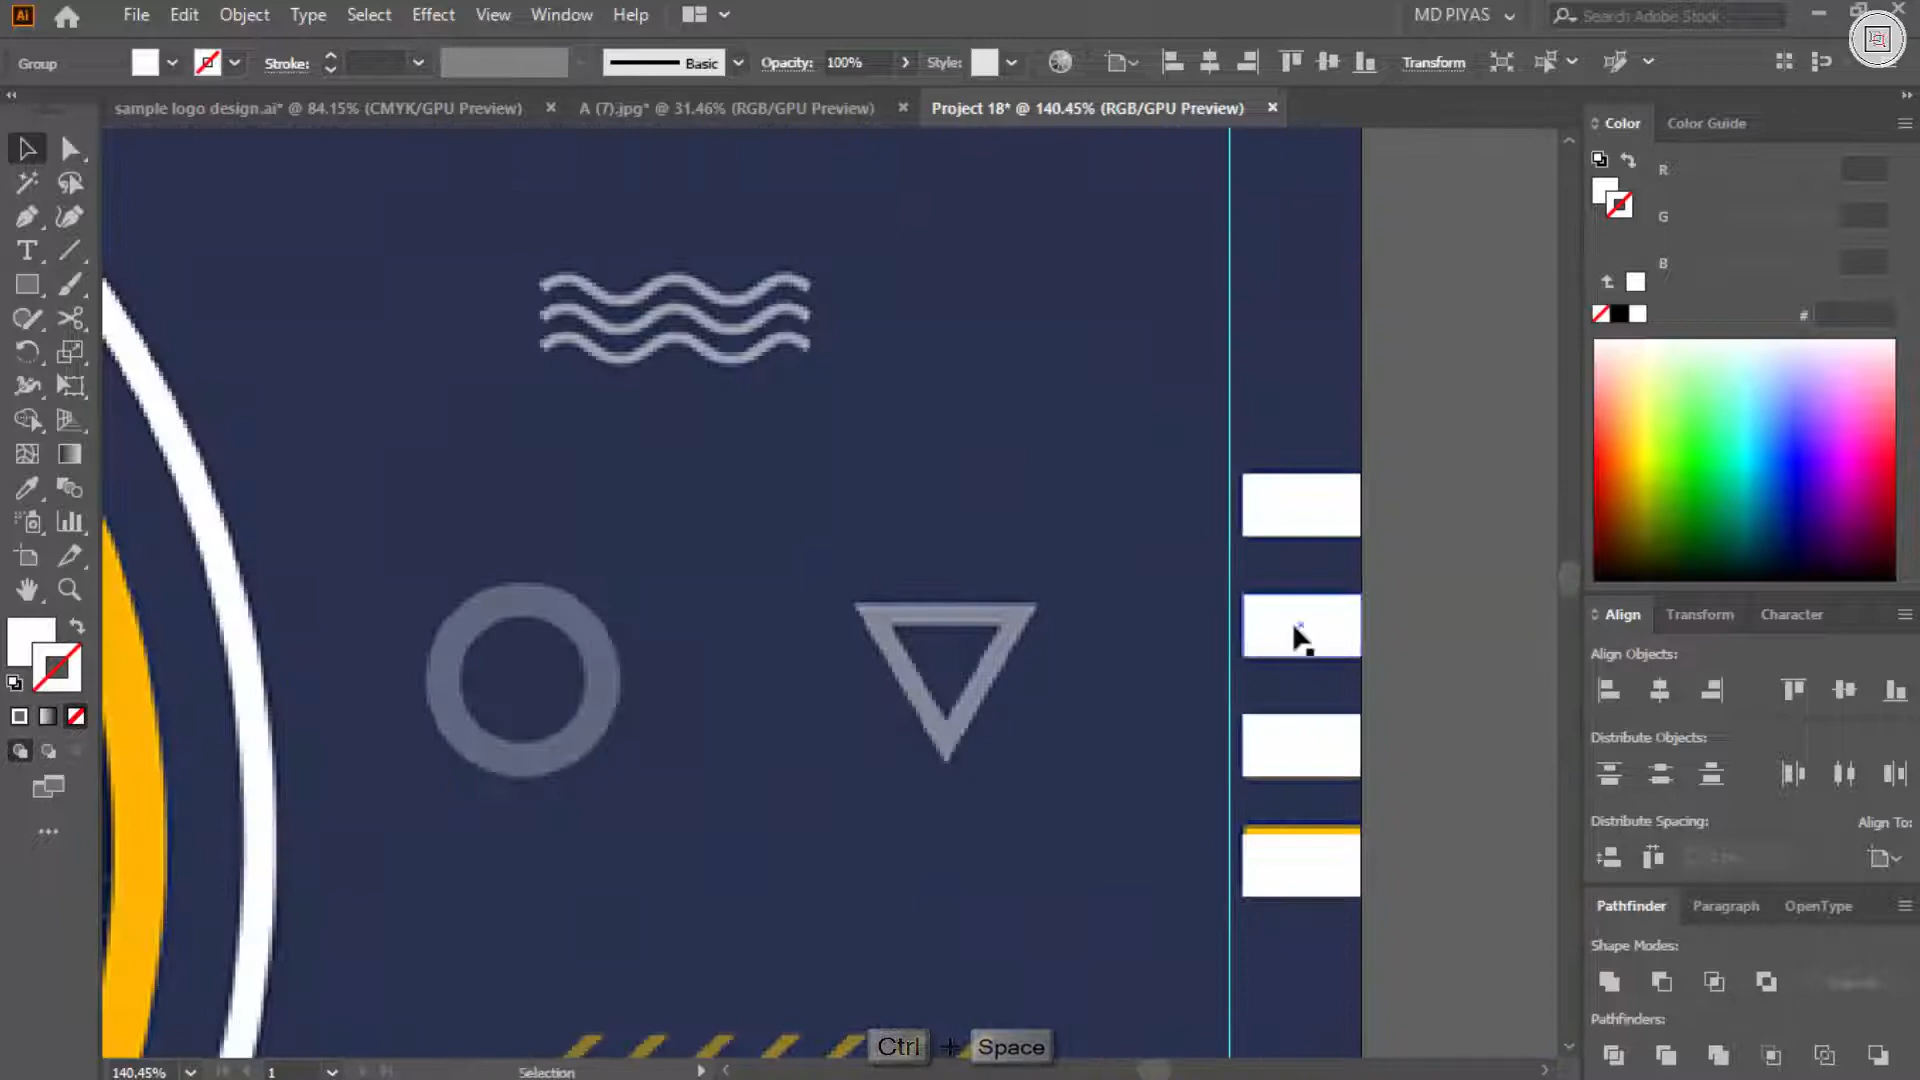 Ai File Edit Object Type Select Effect View Window Help MD PIYAS Search Adobe Stock
Group Stroke: Basic Opacity: 100% Style: Transform
sample logo design.ai* @ 84.15% (CMYK/GPU Preview) × A (7).jpg* @ 31.46% (RGB/GPU Preview) × Project 18* @ 140.45% (RGB/GPU Preview) ×
Color Color Guide
R
G
B
#
Align Transform Character
Align Objects:
Distribute Objects:
Distribute Spacing: Align To:
Pathfinder Paragraph OpenType
Shape Modes:
Pathfinders:
Ctrl + Space
140.45% 1 Selection